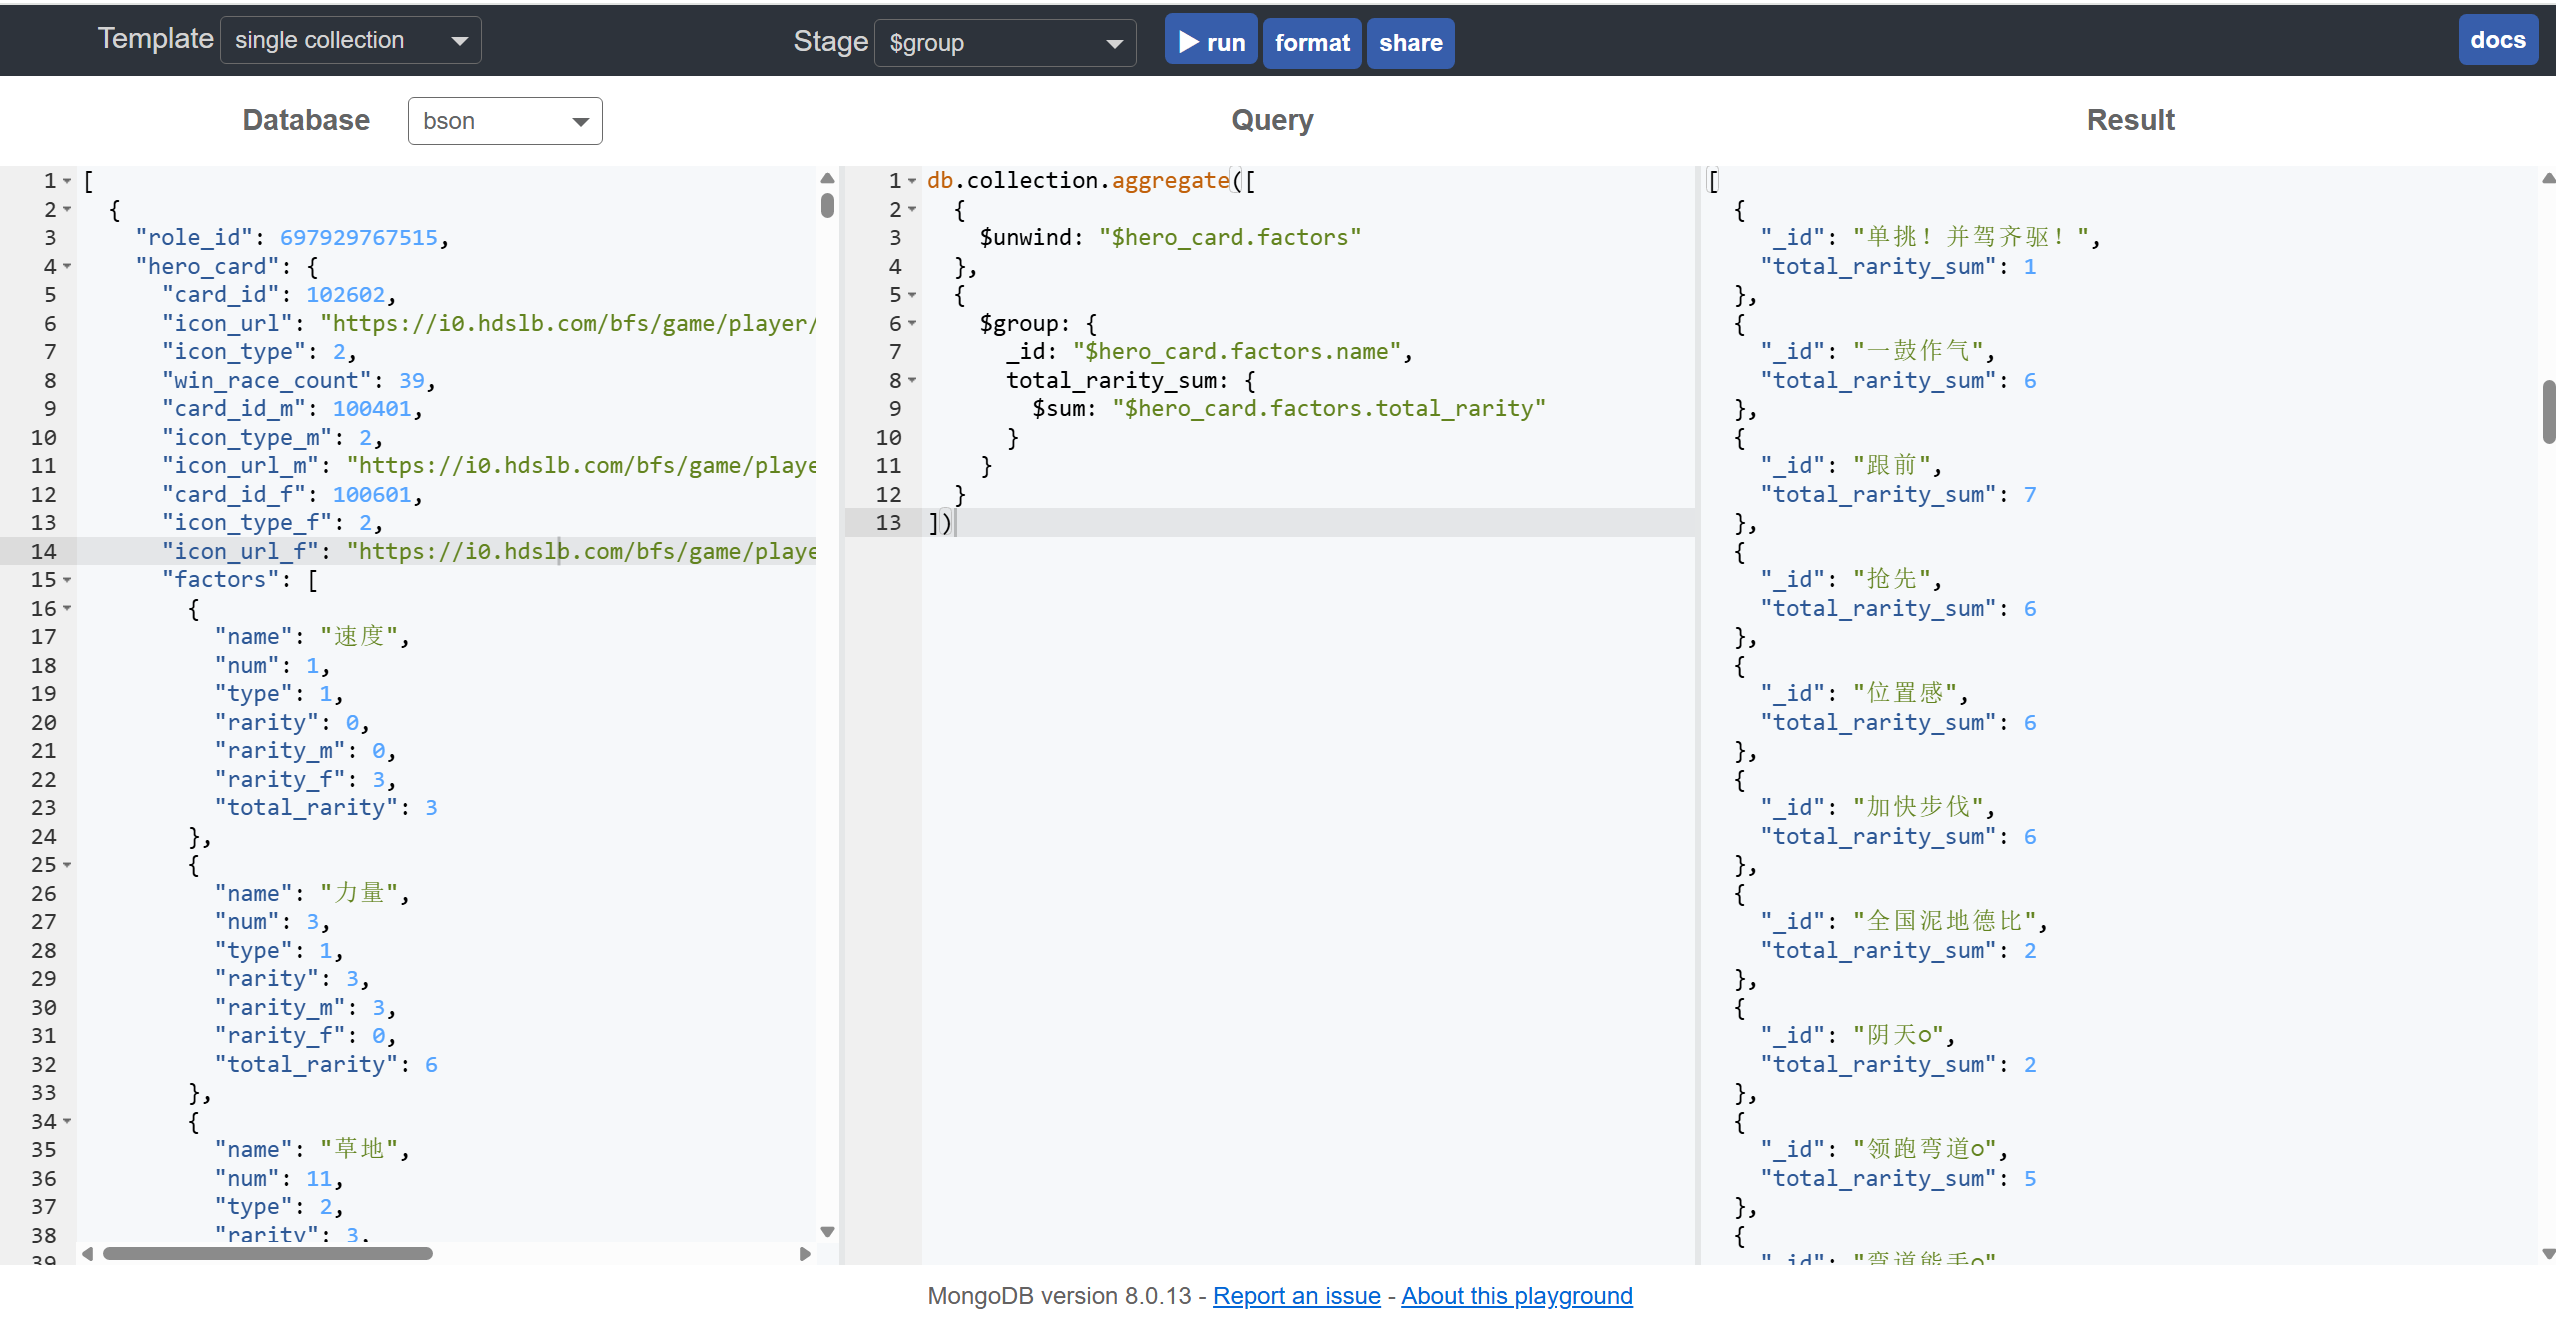 Template single collection Stage $group run format share docs
Database bson Query Result
1 [
2 {
3 "role_id": 697929767515,
4 "hero_card": {
5 "card_id": 102602,
6 "icon_url": "https://i0.hdslb.com/bfs/game/player/
7 "icon_type": 2,
8 "win_race_count": 39,
9 "card_id_m": 100401,
10 "icon_type_m": 2,
11 "icon_url_m": "https://i0.hdslb.com/bfs/game/playe
12 "card_id_f": 100601,
13 "icon_type_f": 2,
14 "icon_url_f": "https://i0.hdslb.com/bfs/game/playe
15 "factors": [
16 {
17 "name": "速度",
18 "num": 1,
19 "type": 1,
20 "rarity": 0,
21 "rarity_m": 0,
22 "rarity_f": 3,
23 "total_rarity": 3
24 },
25 {
26 "name": "力量",
27 "num": 3,
28 "type": 1,
29 "rarity": 3,
30 "rarity_m": 3,
31 "rarity_f": 0,
32 "total_rarity": 6
33 },
34 {
35 "name": "草地",
36 "num": 11,
37 "type": 2,
38 "rarity": 3,
39
1 db.collection.aggregate([
2 {
3 $unwind: "$hero_card.factors"
4 },
5 {
6 $group: {
7 _id: "$hero_card.factors.name",
8 total_rarity_sum: {
9 $sum: "$hero_card.factors.total_rarity"
10 }
11 }
12 }
13 ])
[
{
"_id": "单挑！并驾齐驱！",
"total_rarity_sum": 1
},
{
"_id": "一鼓作气",
"total_rarity_sum": 6
},
{
"_id": "跟前",
"total_rarity_sum": 7
},
{
"_id": "抢先",
"total_rarity_sum": 6
},
{
"_id": "位置感",
"total_rarity_sum": 6
},
{
"_id": "加快步伐",
"total_rarity_sum": 6
},
{
"_id": "全国泥地德比",
"total_rarity_sum": 2
},
{
"_id": "阴天○",
"total_rarity_sum": 2
},
{
"_id": "领跑弯道○",
"total_rarity_sum": 5
},
{
"_id": "弯道能手○"
MongoDB version 8.0.13 - Report an issue - About this playground